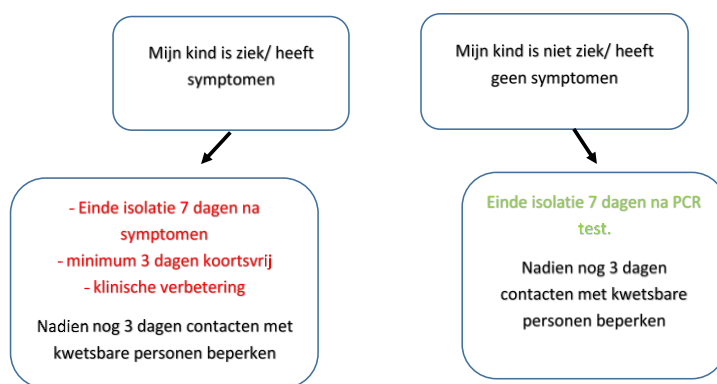 Mijn kind is ziek/ heeft
symptomen
Mijn kind is niet ziek/ heeft
geen symptomen
- Einde isolatie 7 dagen na
symptomen
- minimum 3 dagen koortsvrij
- klinische verbetering
Nadien nog 3 dagen contacten met
kwetsbare personen beperken
Einde isolatie 7 dagen na PCR
test.
Nadien nog 3 dagen
contacten met kwetsbare
personen beperken